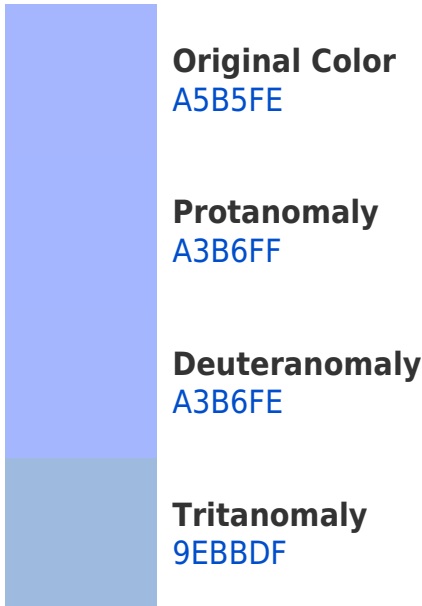 Original Color
A5B5FE
Protanomaly
A3B6FF
Deuteranomaly
A3B6FE
Tritanomaly
9EBBDF